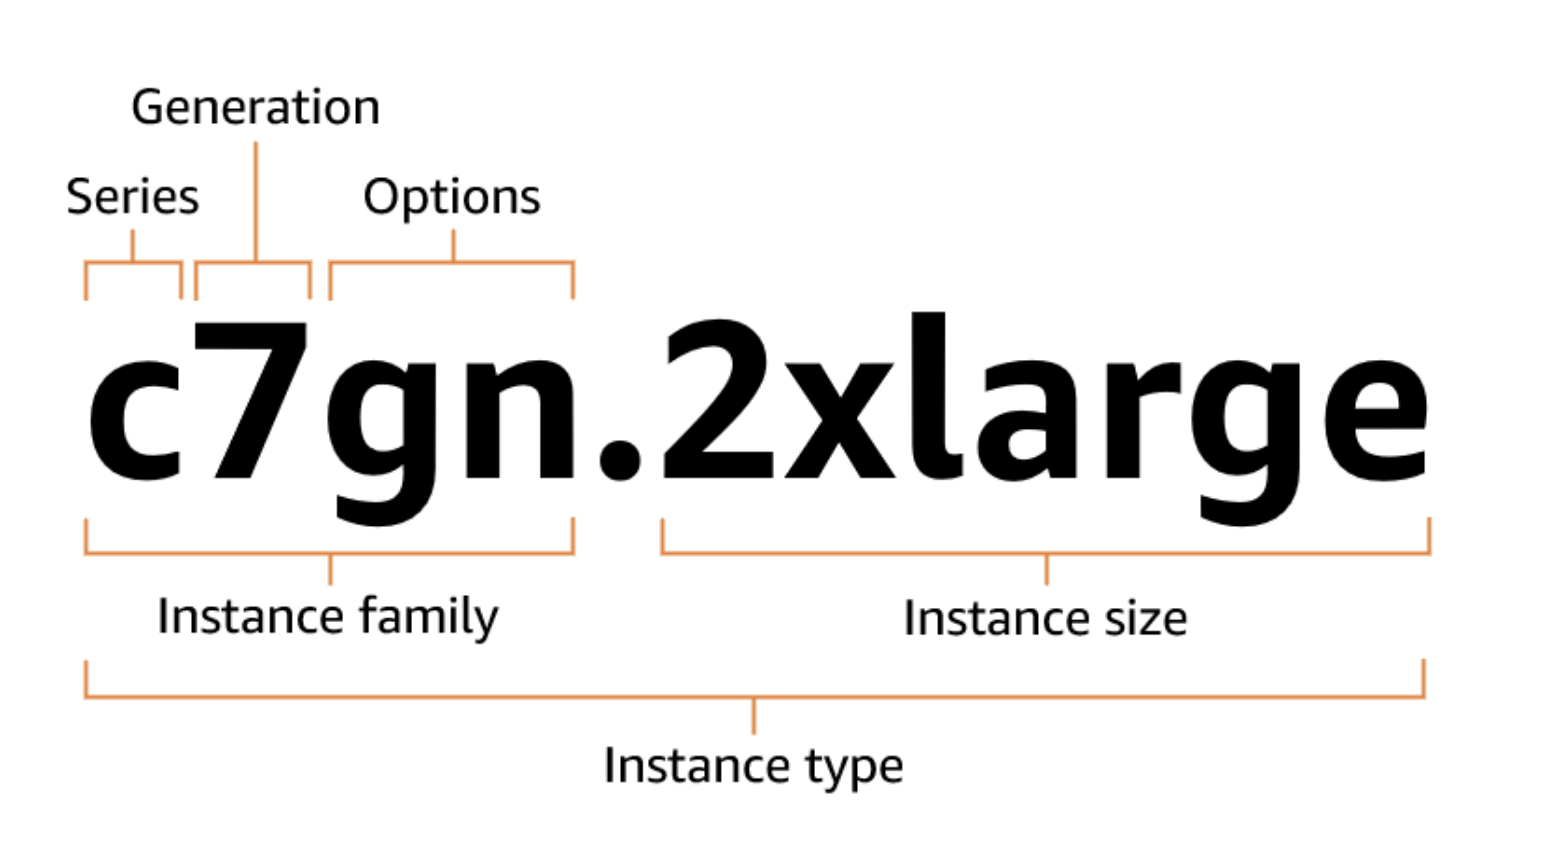 Generation
Series Options
c7gn.2xlarge
Instance family Instance size
Instance type